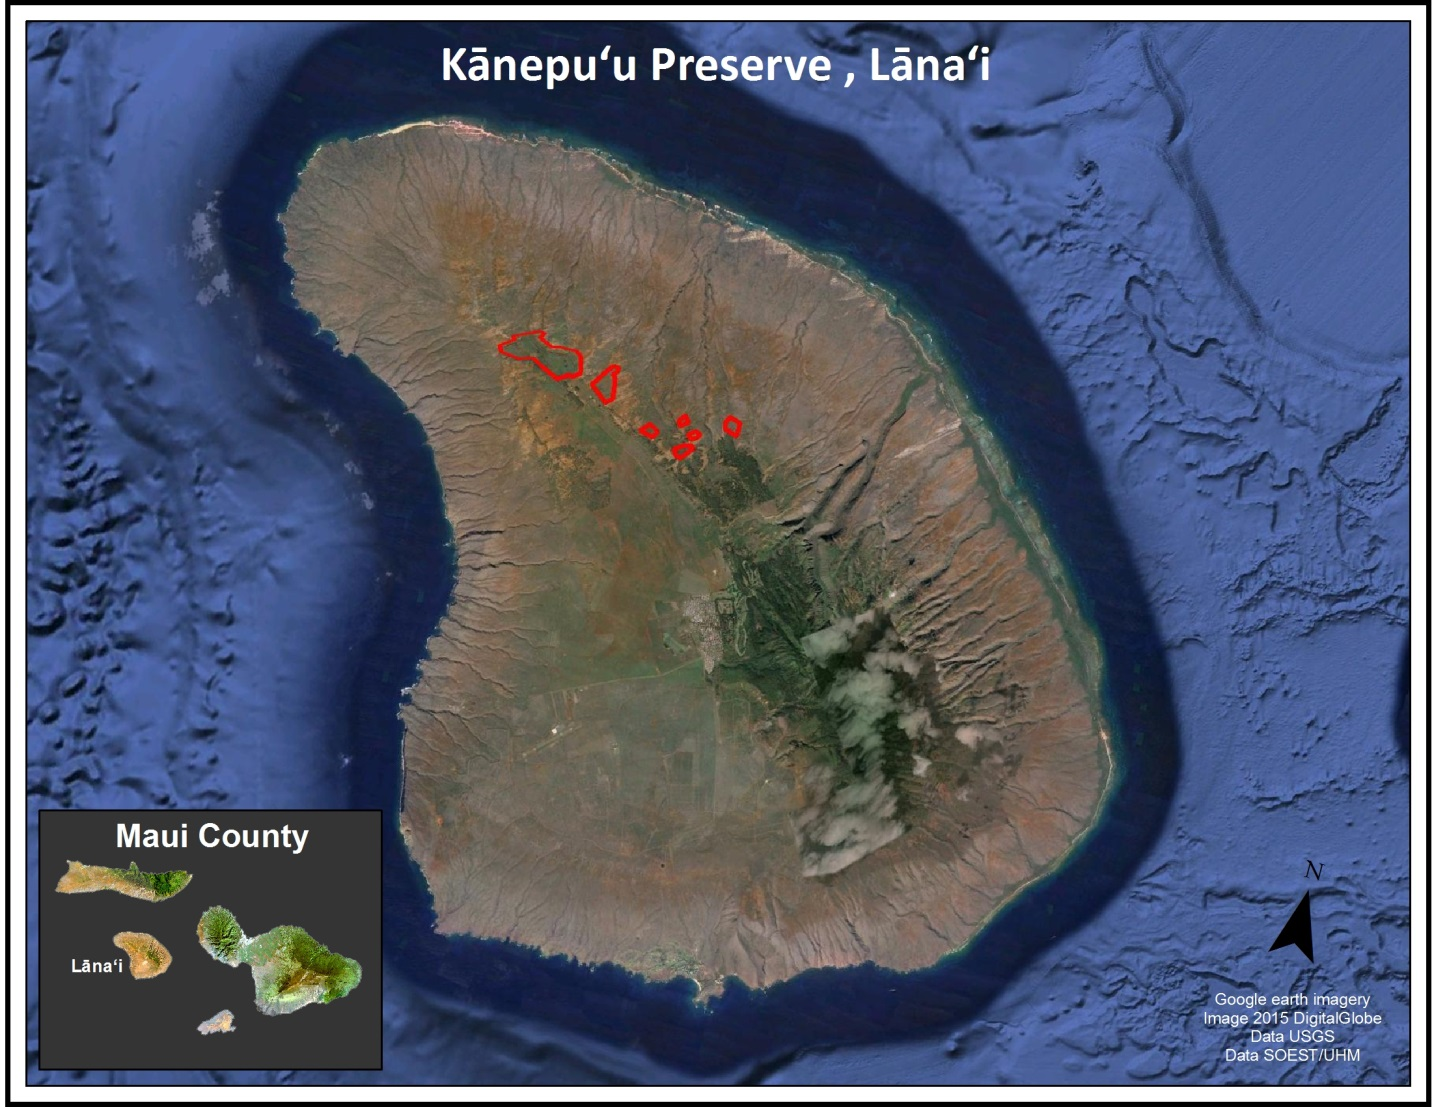 Kānepuʻu Preserve , Lānaʻi
Maui County
Lānaʻi
N
Google earth imagery
Image 2015 DigitalGlobe
Data USGS
Data SOEST/UHM